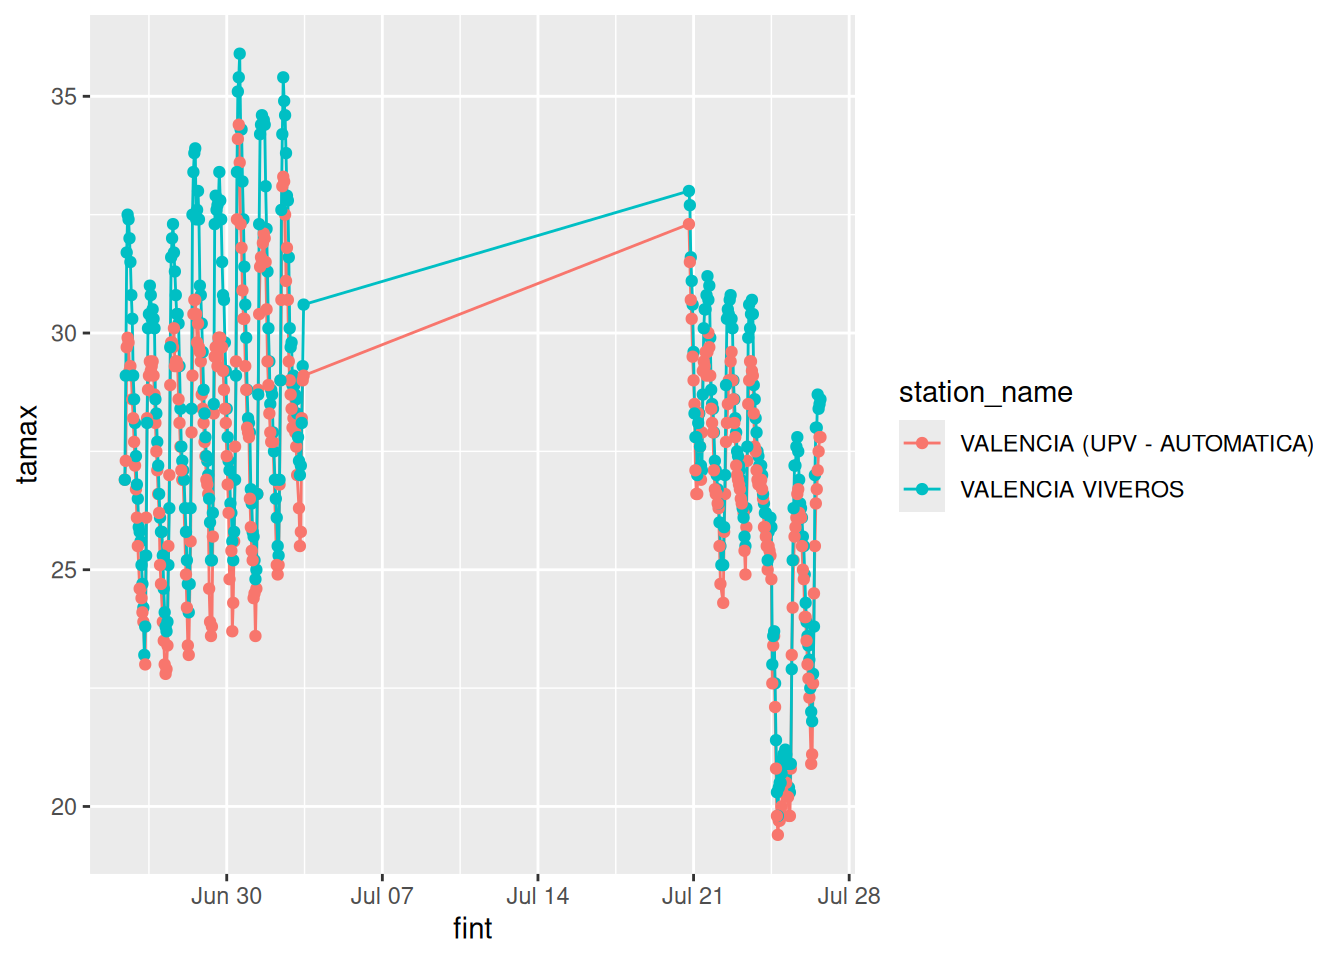 35
30
25
20
tamax
Jun 30
Jul 07
Jul 14
Jul 21
Jul 28
fint
station_name
VALENCIA (UPV - AUTOMATICA)
VALENCIA VIVEROS